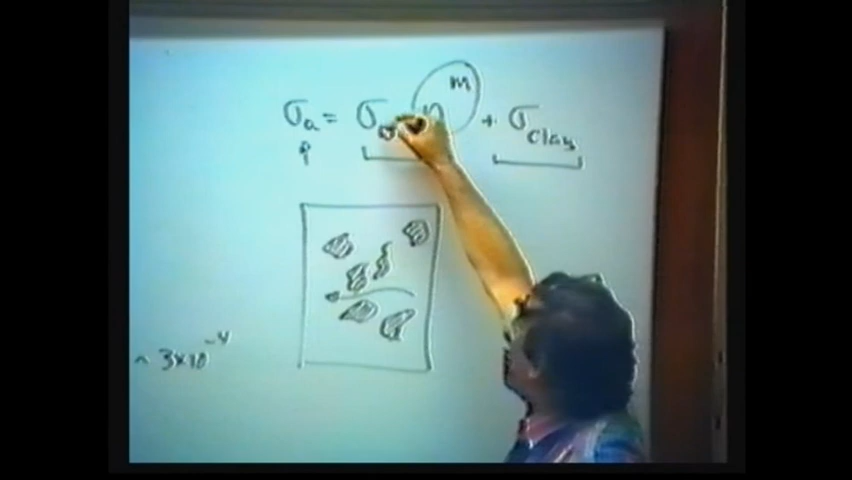 m
σa = σ n + σclay
~ 3×10⁻⁴